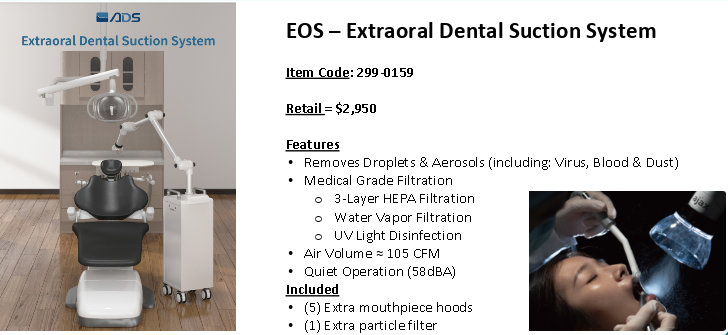 ADS
Extraoral Dental Suction System
EOS – Extraoral Dental Suction System
Item Code: 299-0159
Retail = $2,950
Features
• Removes Droplets & Aerosols (including: Virus, Blood & Dust)
• Medical Grade Filtration
o 3-Layer HEPA Filtration
o Water Vapor Filtration
o UV Light Disinfection
• Air Volume ≈ 105 CFM
• Quiet Operation (58dBA)
Included
• (5) Extra mouthpiece hoods
• (1) Extra particle filter